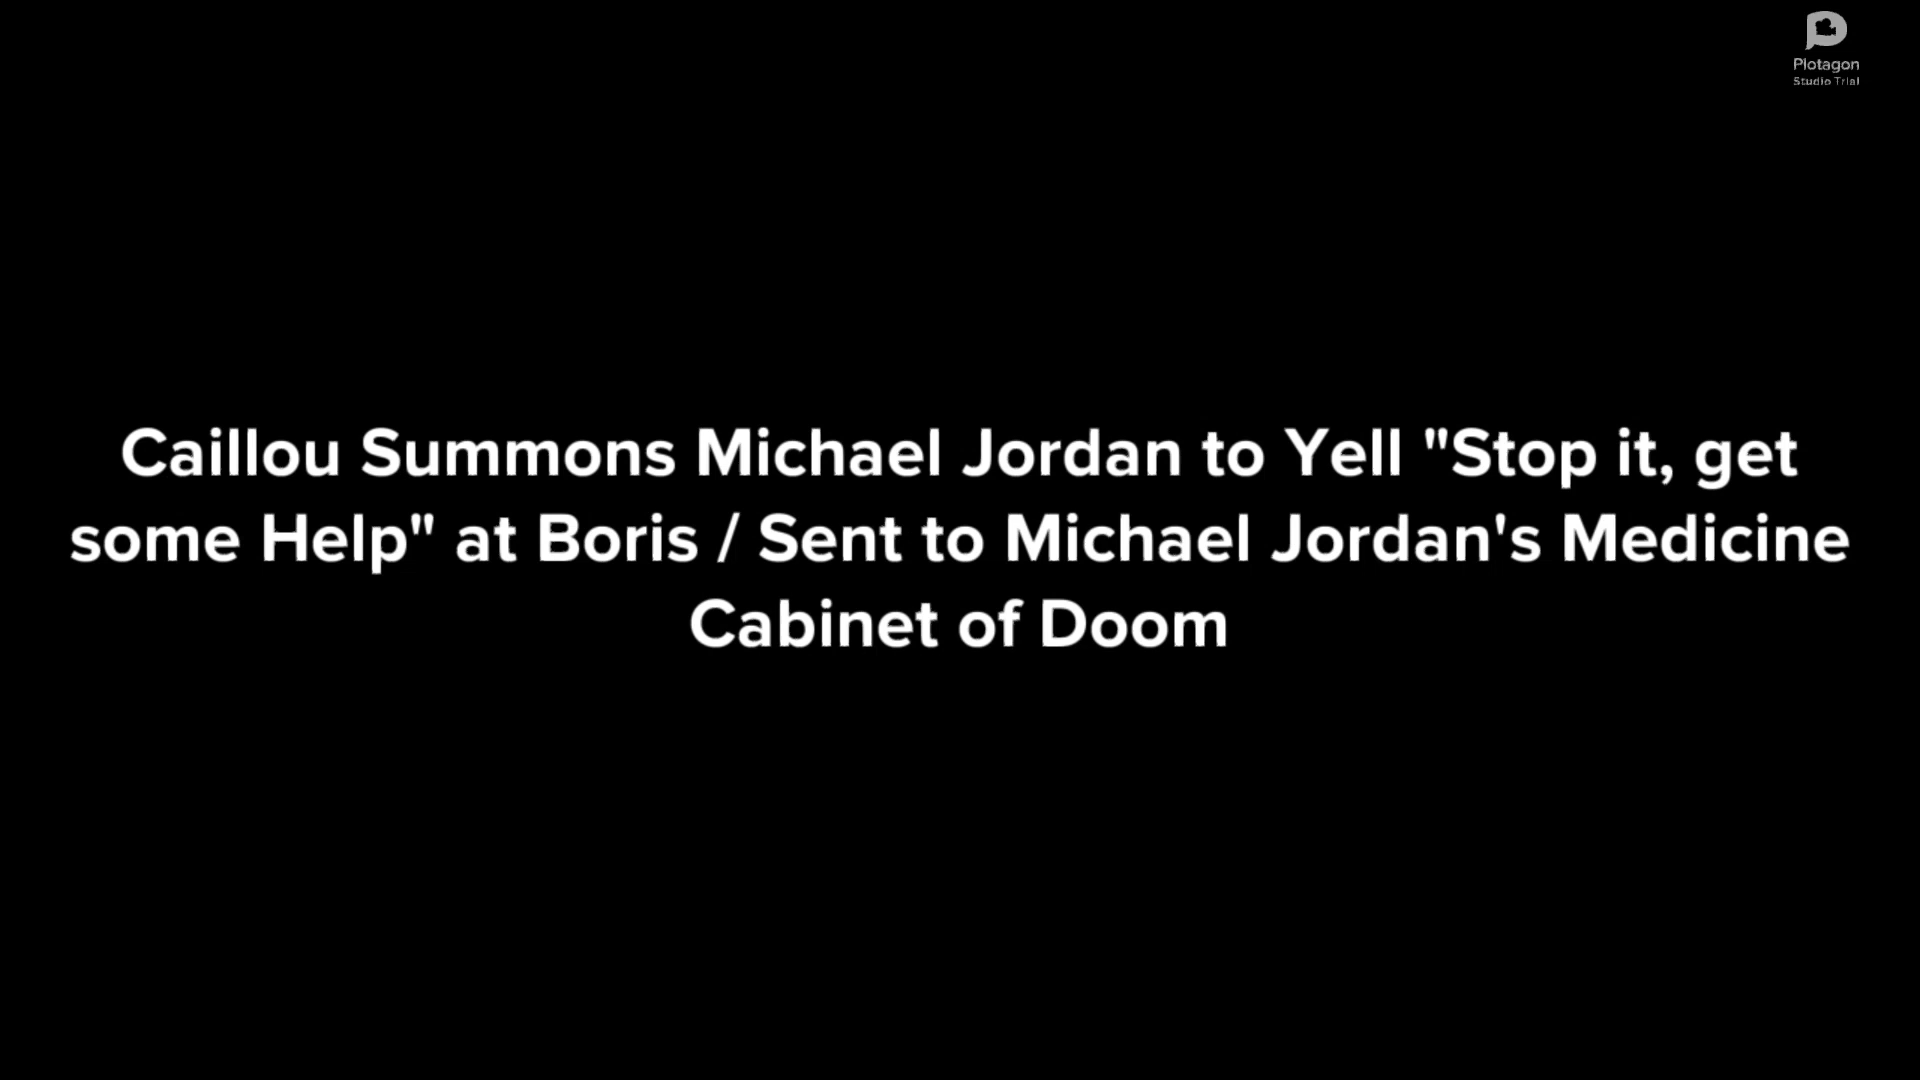 Plotagon
Studio Trial
Caillou Summons Michael Jordan to Yell "Stop it, get
some Help" at Boris / Sent to Michael Jordan's Medicine
Cabinet of Doom